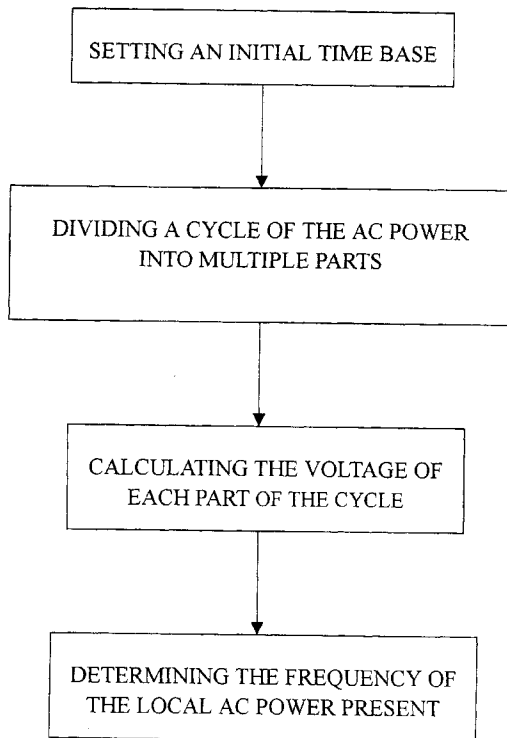 SETTING AN INITIAL TIME BASE
DIVIDING A CYCLE OF THE AC POWER
INTO MULTIPLE PARTS
CALCULATING THE VOLTAGE OF
EACH PART OF THE CYCLE
DETERMINING THE FREQUENCY OF
THE LOCAL AC POWER PRESENT